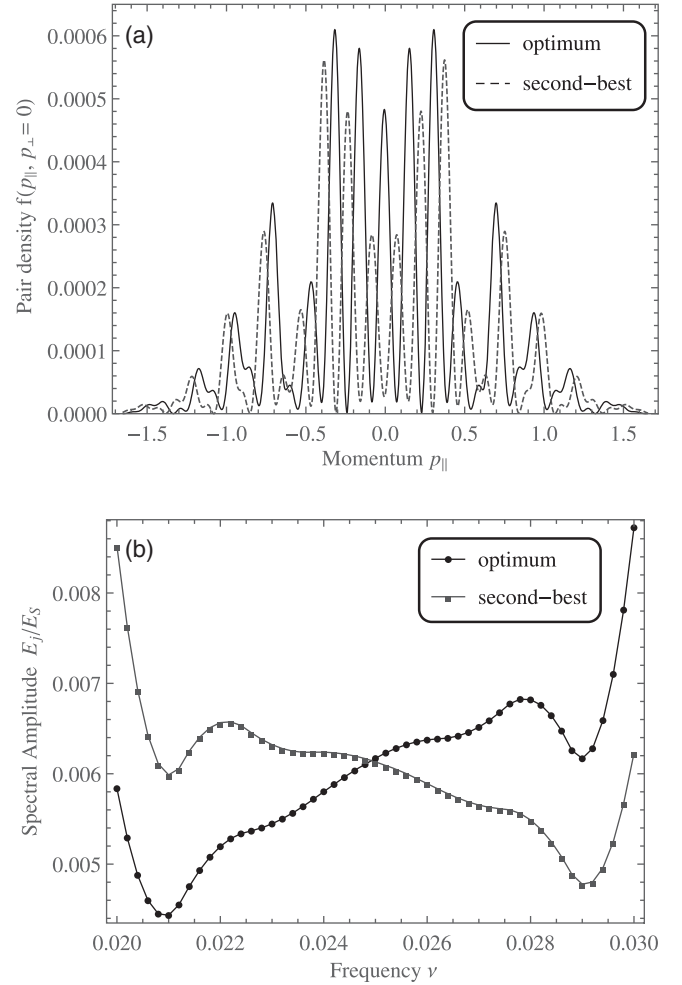 (a)
optimum
second−best
Pair density f(p∥, p⊥ = 0)
0.0006
0.0005
0.0004
0.0003
0.0002
0.0001
0.0000
−1.5 −1.0 −0.5 0.0 0.5 1.0 1.5
Momentum p∥
(b)
optimum
second−best
Spectral Amplitude Ej/ES
0.008
0.007
0.006
0.005
0.020 0.022 0.024 0.026 0.028 0.030
Frequency ν